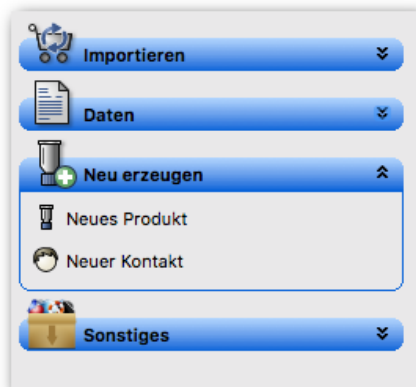 Importieren
Daten
Neu erzeugen
Neues Produkt
Neuer Kontakt
Sonstiges